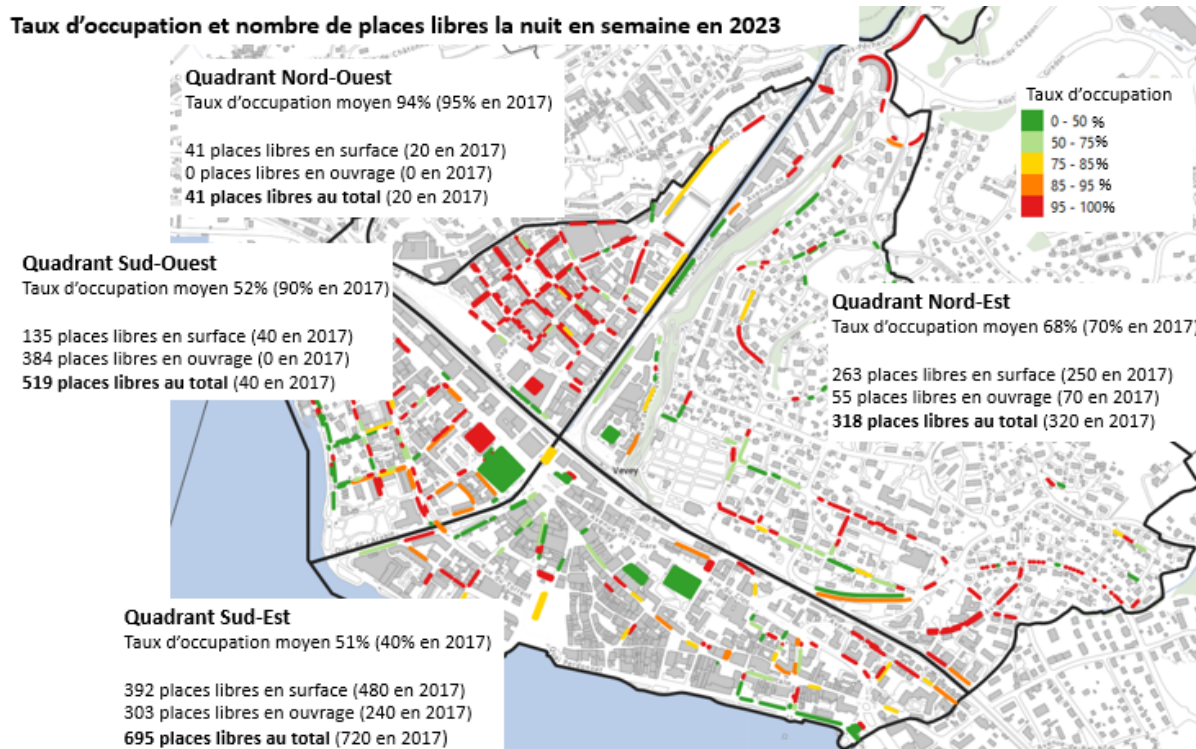 Taux d'occupation et nombre de places libres la nuit en semaine en 2023
Quadrant Nord-Ouest
Taux d'occupation moyen 94% (95% en 2017)
41 places libres en surface (20 en 2017)
0 places libres en ouvrage (0 en 2017)
41 places libres au total (20 en 2017)
Taux d'occupation
0 - 50 %
50 - 75%
75 - 85%
85 - 95 %
95 - 100%
Quadrant Sud-Ouest
Taux d'occupation moyen 52% (90% en 2017)
135 places libres en surface (40 en 2017)
384 places libres en ouvrage (0 en 2017)
519 places libres au total (40 en 2017)
Quadrant Nord-Est
Taux d'occupation moyen 68% (70% en 2017)
263 places libres en surface (250 en 2017)
55 places libres en ouvrage (70 en 2017)
318 places libres au total (320 en 2017)
Vevey
Quadrant Sud-Est
Taux d'occupation moyen 51% (40% en 2017)
392 places libres en surface (480 en 2017)
303 places libres en ouvrage (240 en 2017)
695 places libres au total (720 en 2017)